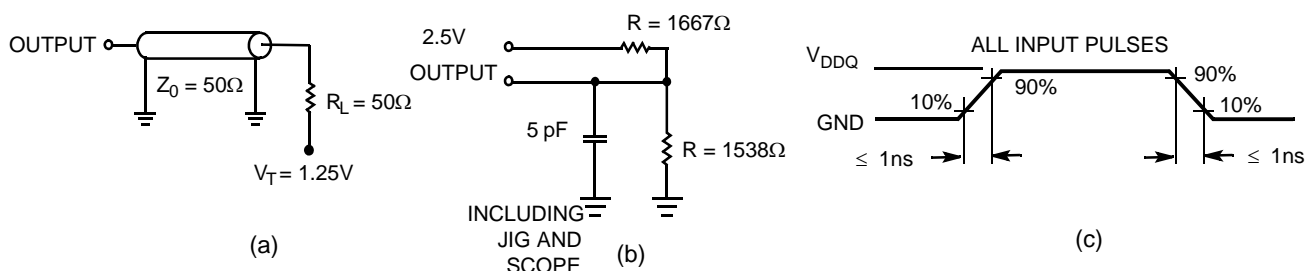 OUTPUT
Z0 = 50Ω
RL = 50Ω
VT = 1.25V
(a)
R = 1667Ω
2.5V
OUTPUT
5 pF
R = 1538Ω
INCLUDING
JIG AND
SCOPE
(b)
ALL INPUT PULSES
VDDQ
90%
90%
10%
10%
GND
≤ 1ns
≤ 1ns
(c)